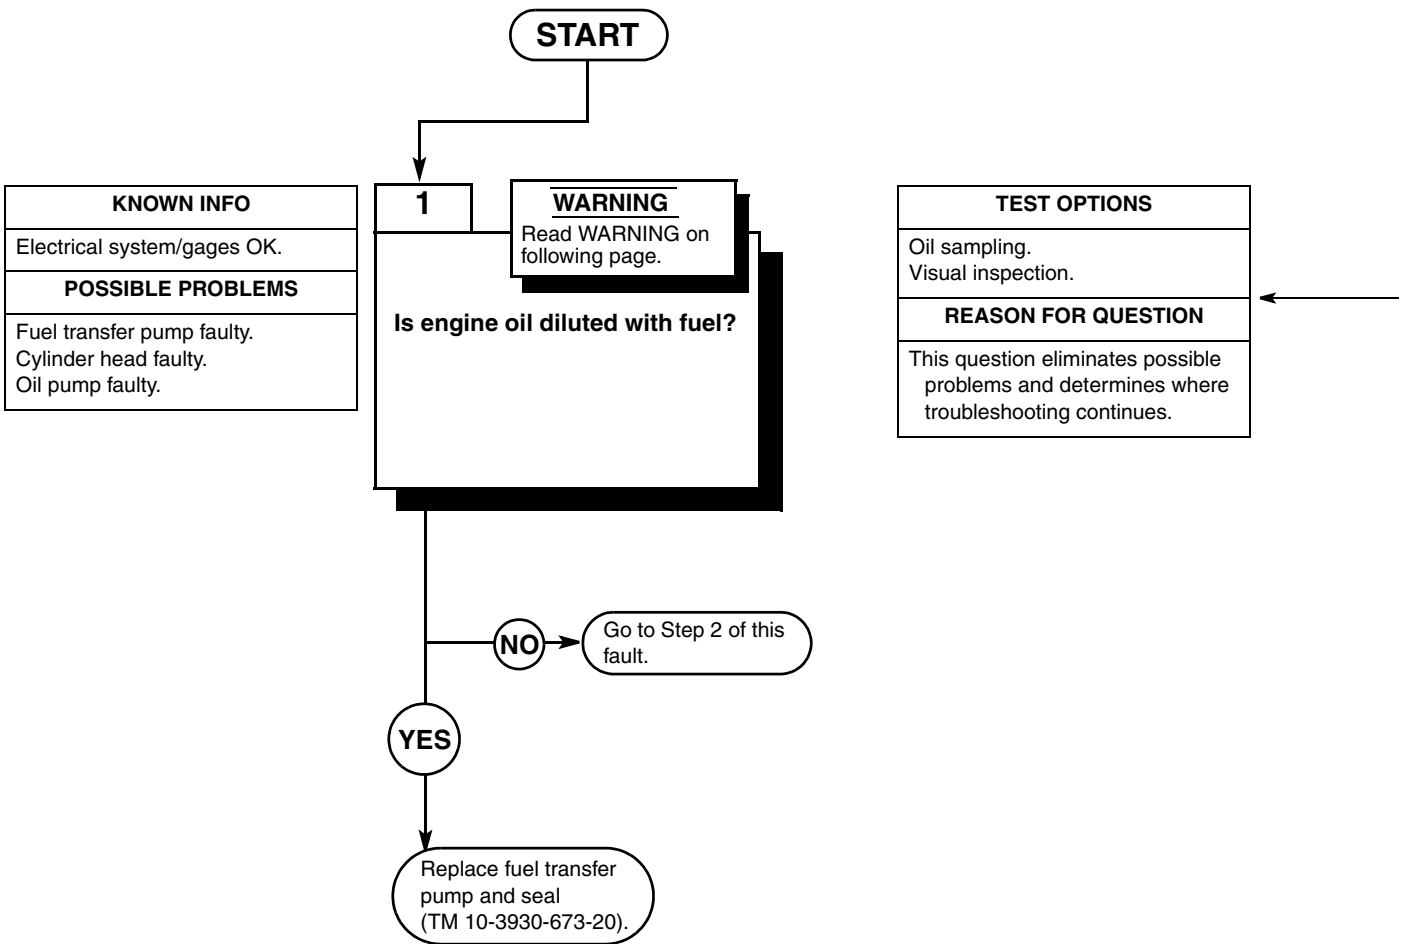 START
KNOWN INFO
Electrical system/gages OK.
POSSIBLE PROBLEMS
Fuel transfer pump faulty.
Cylinder head faulty.
Oil pump faulty.
1
WARNING
Read WARNING on
following page.
Is engine oil diluted with fuel?
TEST OPTIONS
Oil sampling.
Visual inspection.
REASON FOR QUESTION
This question eliminates possible
problems and determines where
troubleshooting continues.
NO
Go to Step 2 of this
fault.
YES
Replace fuel transfer
pump and seal
(TM 10-3930-673-20).